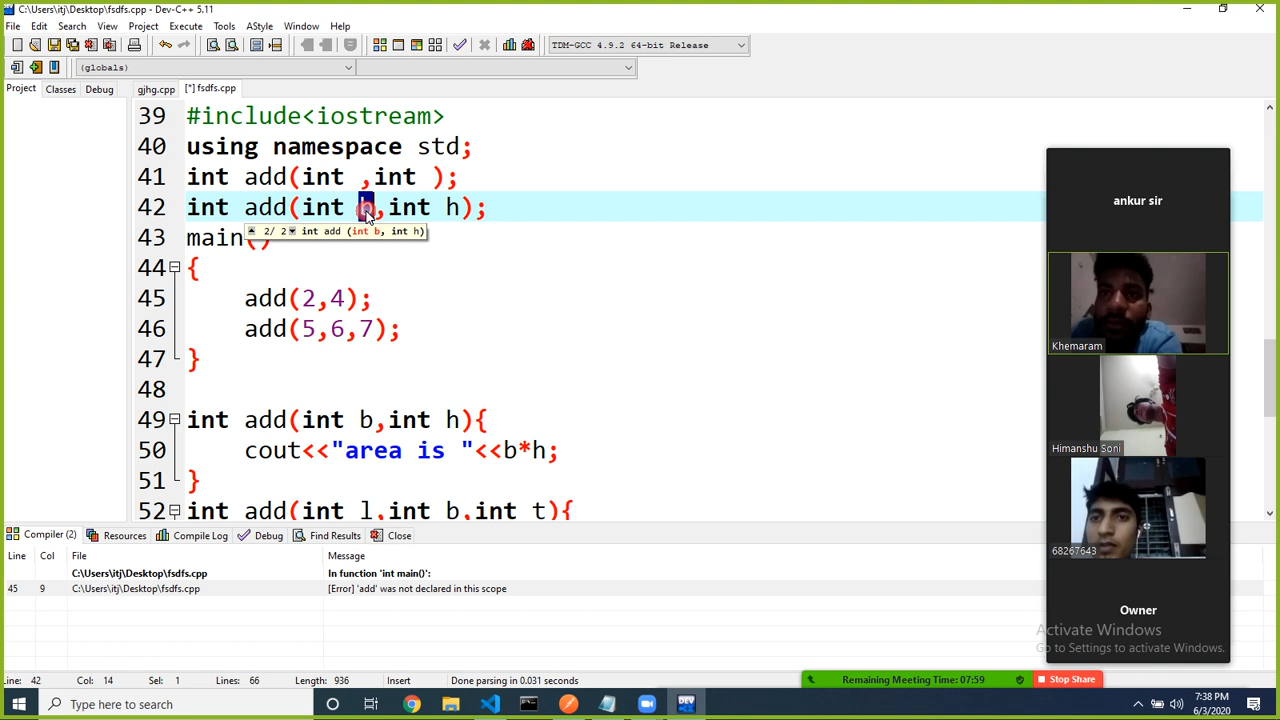 C:\Users\itj\Desktop\fsdfs.cpp - Dev-C++ 5.11
File Edit Search View Project Execute Tools AStyle Window Help
TDM-GCC 4.9.2 64-bit Release
(globals)
Project Classes Debug
gjhg.cpp [*] fsdfs.cpp
39 #include<iostream>
40 using namespace std;
41 int add(int ,int );
42 int add(int b,int h);
2/ 2 int add (int b, int h)
43 main()
44 {
45 add(2,4);
46 add(5,6,7);
47 }
48
49 int add(int b,int h){
50 cout<<"area is "<<b*h;
51 }
52 int add(int l,int b,int t){
ankur sir
Khemaram
Himanshu Soni
68267643
Owner
Activate Windows
Go to Settings to activate Windows.
Compiler (2) Resources Compile Log Debug Find Results Close
Line Col File Message
C:\Users\itj\Desktop\fsdfs.cpp In function 'int main()':
45 9 C:\Users\itj\Desktop\fsdfs.cpp [Error] 'add' was not declared in this scope
Line: 42 Col: 14 Sel: 1 Lines: 66 Length: 936 Insert Done parsing in 0.031 seconds
Remaining Meeting Time: 07:59 Stop Share
Type here to search
DEV
7:38 PM
6/3/2020